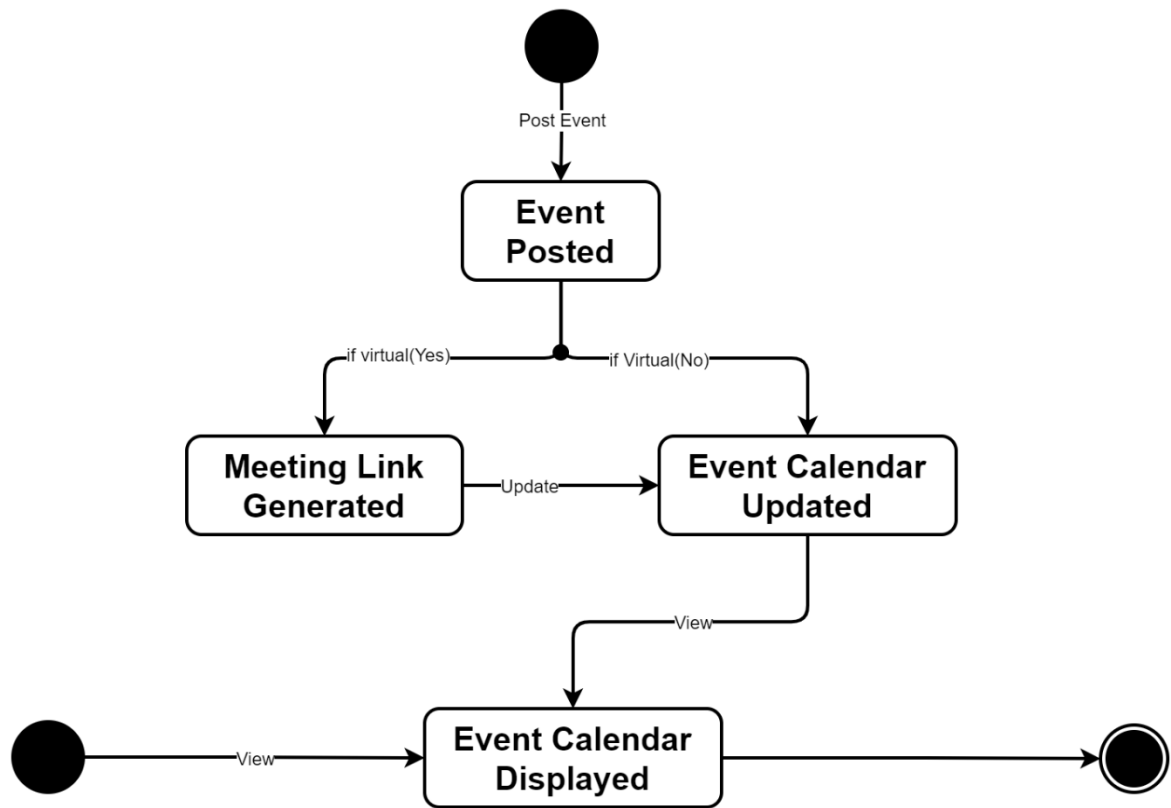 Post Event
Event
Posted
if virtual(Yes)
if Virtual(No)
Meeting Link
Generated
Update
Event Calendar
Updated
View
View
Event Calendar
Displayed